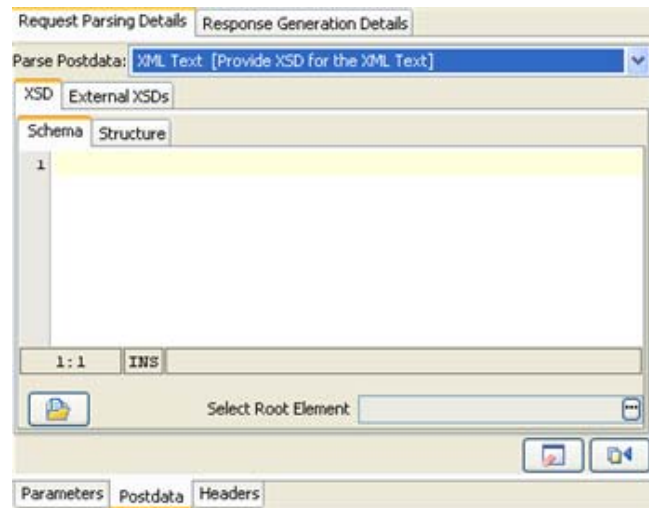 Request Parsing Details Response Generation Details
Parse Postdata: XML Text [Provide XSD for the XML Text]
XSD External XSDs
Schema Structure
1
1:1 INS
Select Root Element
Parameters Postdata Headers